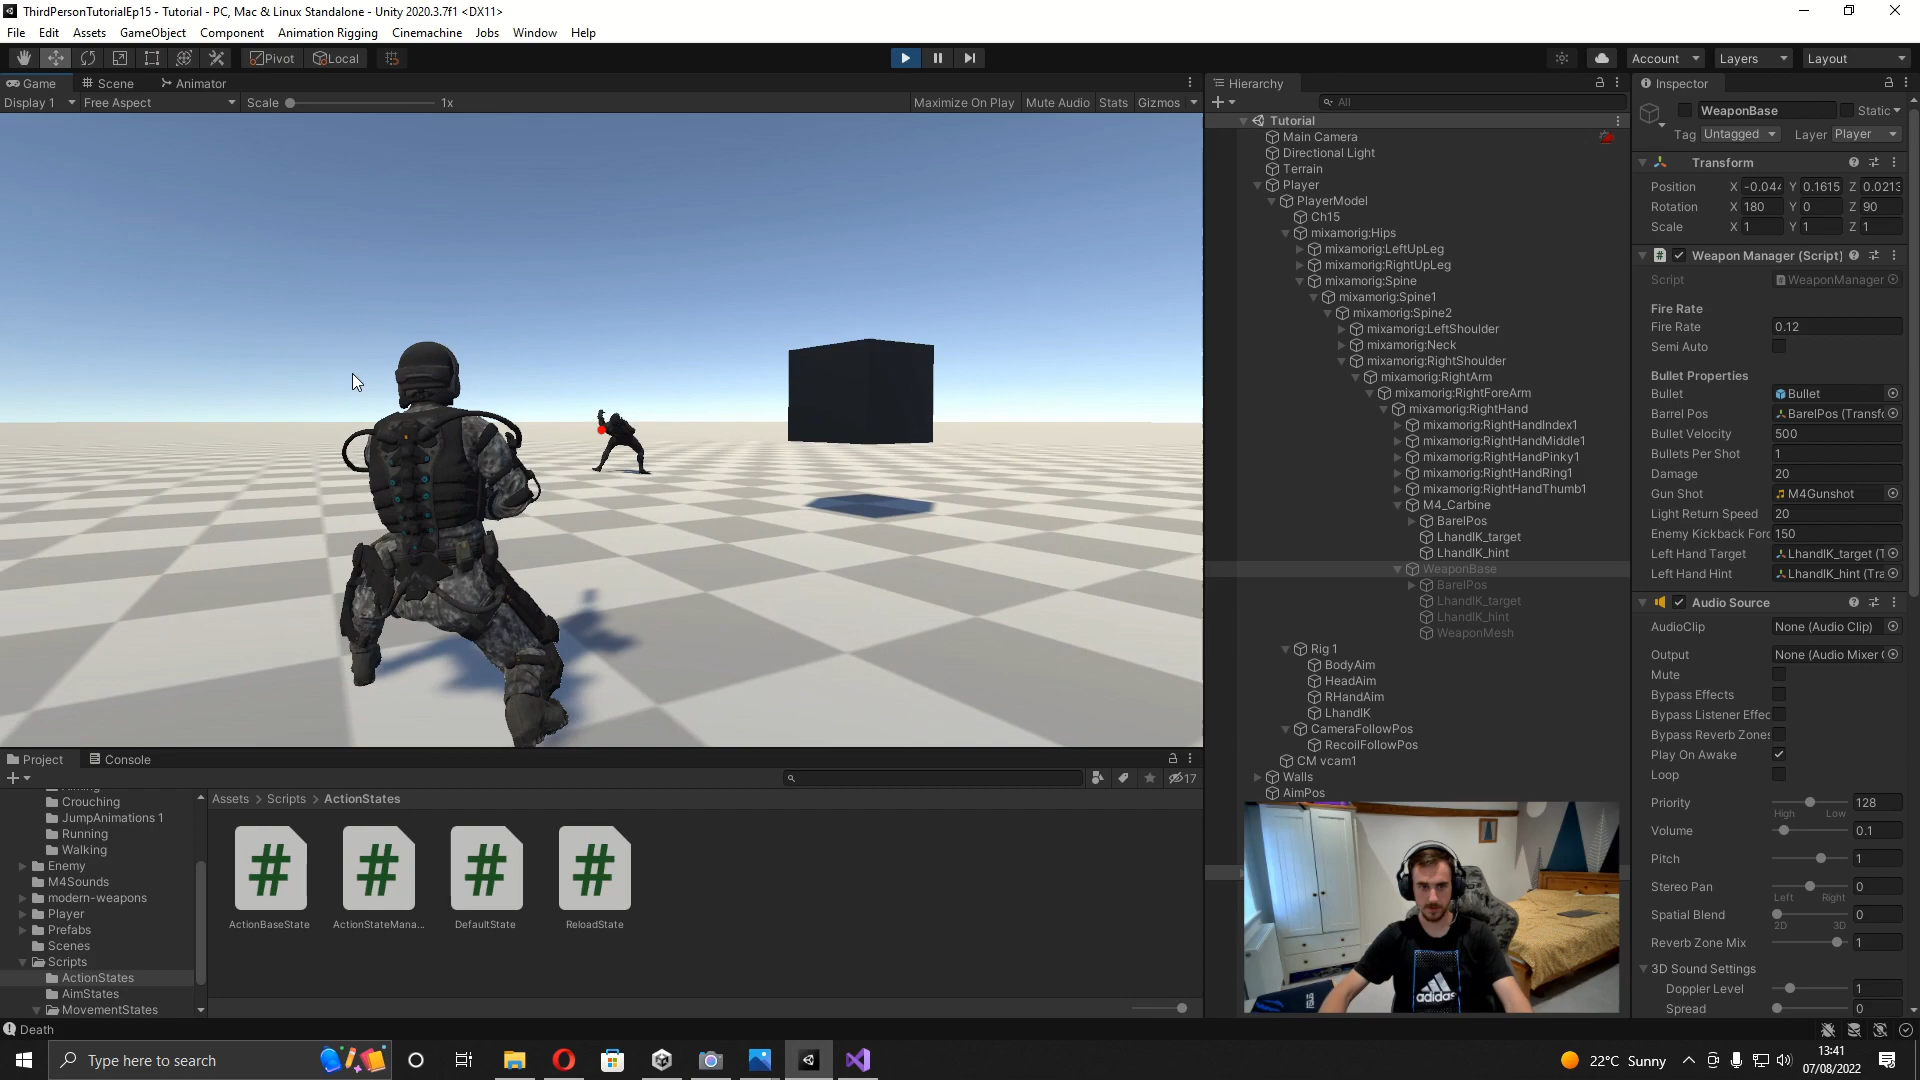 ThirdPersonTutorialEp15 - Tutorial - PC, Mac & Linux Standalone - Unity 2020.3.7f1 <DX11>
File Edit Assets GameObject Component Animation Rigging Cinemachine Jobs Window Help
Pivot Local Account Layers Layout
Game Scene Animator
Display 1 Free Aspect Scale 1x Maximize On Play Mute Audio Stats Gizmos
Hierarchy
All
Tutorial
Main Camera
Directional Light
Terrain
Player
PlayerModel
Ch15
mixamorig:Hips
mixamorig:LeftUpLeg
mixamorig:RightUpLeg
mixamorig:Spine
mixamorig:Spine1
mixamorig:Spine2
mixamorig:LeftShoulder
mixamorig:Neck
mixamorig:RightShoulder
mixamorig:RightArm
mixamorig:RightForeArm
mixamorig:RightHand
mixamorig:RightHandIndex1
mixamorig:RightHandMiddle1
mixamorig:RightHandPinky1
mixamorig:RightHandRing1
mixamorig:RightHandThumb1
M4_Carbine
BarelPos
LhandIK_target
LhandIK_hint
WeaponBase
BarelPos
LhandIK_target
LhandIK_hint
WeaponMesh
Rig 1
BodyAim
HeadAim
RHandAim
LhandIK
CameraFollowPos
RecoilFollowPos
CM vcam1
Walls
AimPos
Inspector
WeaponBase Static
Tag Untagged Layer Player
Transform
Position X -0.044 Y 0.1615 Z 0.0213
Rotation X 180 Y 0 Z 90
Scale X 1 Y 1 Z 1
Weapon Manager (Script)
Script WeaponManager
Fire Rate
Fire Rate 0.12
Semi Auto
Bullet Properties
Bullet Bullet
Barrel Pos BarelPos (Transfo
Bullet Velocity 500
Bullets Per Shot 1
Damage 20
Gun Shot M4Gunshot
Light Return Speed 20
Enemy Kickback Forc 150
Left Hand Target LhandIK_target (T
Left Hand Hint LhandIK_hint (Tra
Audio Source
AudioClip None (Audio Clip)
Output None (Audio Mixer G
Mute
Bypass Effects
Bypass Listener Effec
Bypass Reverb Zones
Play On Awake
Loop
Priority 128
High Low
Volume 0.1
Pitch 1
Stereo Pan 0
Left Right
Spatial Blend 0
2D 3D
Reverb Zone Mix 1
3D Sound Settings
Doppler Level 1
Spread 0
Project Console
17
Crouching
JumpAnimations 1
Running
Walking
Enemy
M4Sounds
modern-weapons
Player
Prefabs
Scenes
Scripts
ActionStates
AimStates
MovementStates
Assets > Scripts > ActionStates
ActionBaseState ActionStateMana... DefaultState ReloadState
adidas
Death
Type here to search
22°C Sunny
13:41
07/08/2022